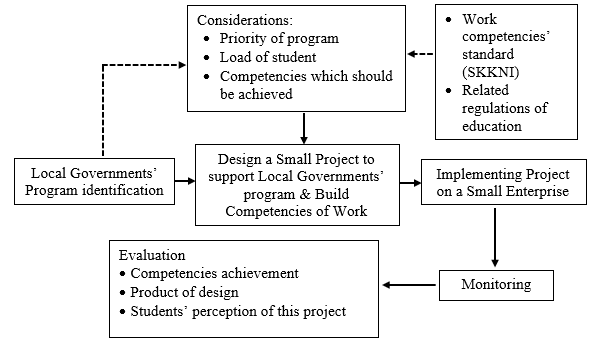 Considerations:
• Priority of program
• Load of student
• Competencies which should
be achieved
• Work
competencies’
standard
(SKKNI)
• Related
regulations of
education
Local Governments’
Program identification
Design a Small Project to
support Local Governments’
program & Build
Competencies of Work
Implementing Project
on a Small Enterprise
Monitoring
Evaluation
• Competencies achievement
• Product of design
• Students’ perception of this project